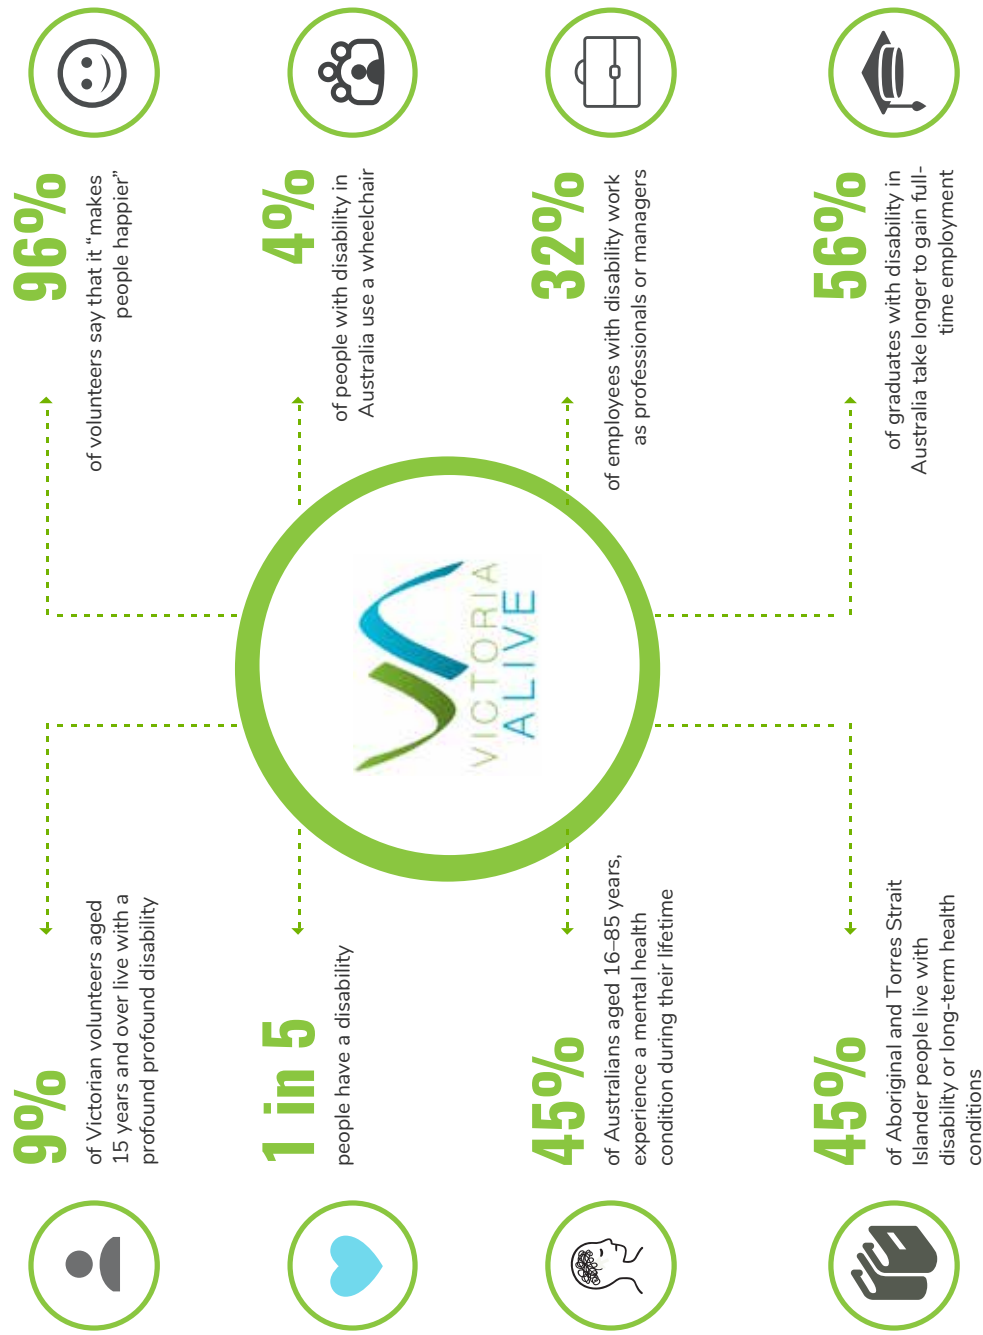 9%
of Victorian volunteers aged
15 years and over live with a
profound profound disability
1 in 5
people have a disability
45%
of Australians aged 16–85 years,
experience a mental health
condition during their lifetime
45%
of Aboriginal and Torres Strait
Islander people live with
disability or long-term health
conditions
VICTORIA
ALIVE
96%
of volunteers say that it “makes
people happier”
4%
of people with disability in
Australia use a wheelchair
32%
of employees with disability work
as professionals or managers
56%
of graduates with disability in
Australia take longer to gain full-
time employment